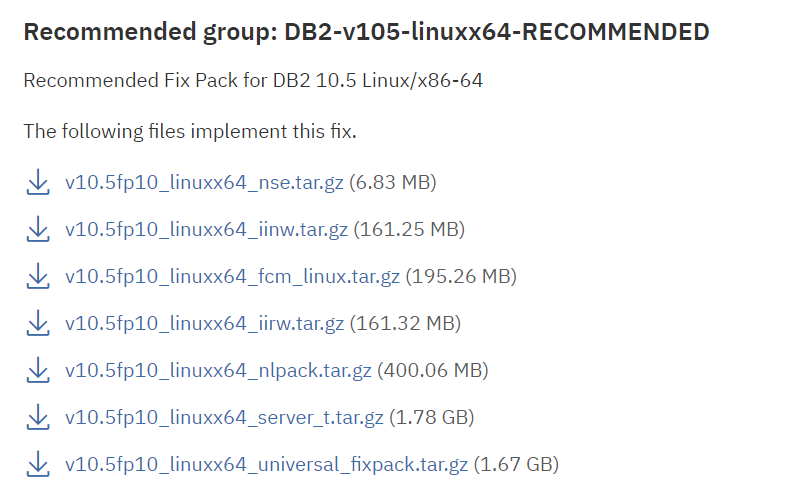 Recommended group: DB2-v105-linuxx64-RECOMMENDED
Recommended Fix Pack for DB2 10.5 Linux/x86-64
The following files implement this fix.
v10.5fp10_linuxx64_nse.tar.gz (6.83 MB)
v10.5fp10_linuxx64_iinw.tar.gz (161.25 MB)
v10.5fp10_linuxx64_fcm_linux.tar.gz (195.26 MB)
v10.5fp10_linuxx64_iirw.tar.gz (161.32 MB)
v10.5fp10_linuxx64_nlpack.tar.gz (400.06 MB)
v10.5fp10_linuxx64_server_t.tar.gz (1.78 GB)
v10.5fp10_linuxx64_universal_fixpack.tar.gz (1.67 GB)